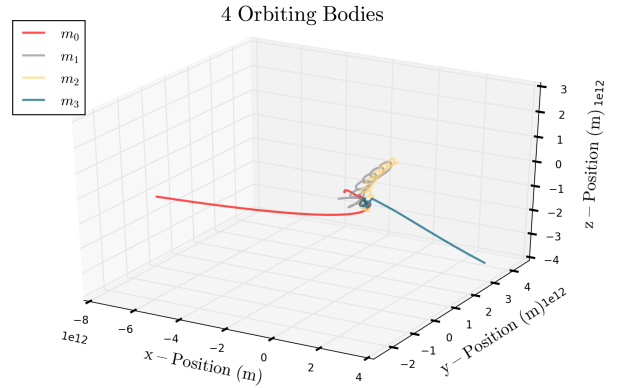 4 Orbiting Bodies
m0
m1
m2
m3
3
2
1
0
−1
−2
−3
−4
1e12
z−Position (m)
−8
−6
−4
−2
0
2
4
1e12
x−Position (m)
−2
−1
0
1
2
3
4
1e12
y−Position (m)